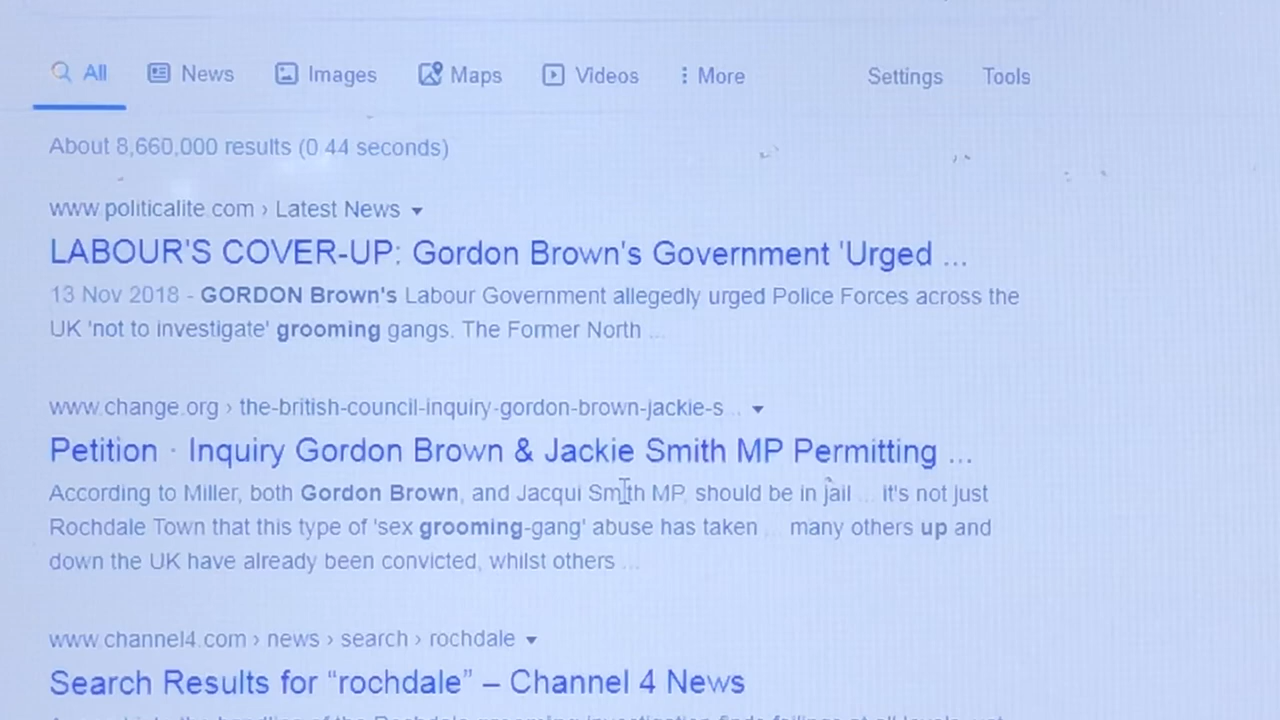 All News Images Maps Videos More Settings Tools
About 8,660,000 results (0.44 seconds)
www.politicalite.com › Latest News
LABOUR'S COVER-UP: Gordon Brown's Government 'Urged ...
13 Nov 2018 - GORDON Brown's Labour Government allegedly urged Police Forces across the
UK 'not to investigate' grooming gangs. The Former North ...
www.change.org › the-british-council-inquiry-gordon-brown-jackie-s...
Petition · Inquiry Gordon Brown & Jackie Smith MP Permitting ...
According to Miller, both Gordon Brown, and Jacqui Smith MP, should be in jail ... it's not just
Rochdale Town that this type of 'sex grooming-gang' abuse has taken ... many others up and
down the UK have already been convicted, whilst others ...
www.channel4.com › news › search › rochdale
Search Results for “rochdale” – Channel 4 News